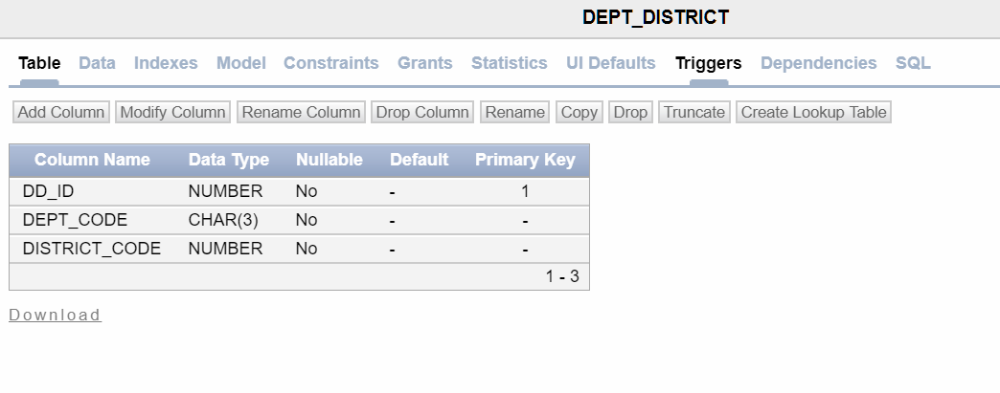 DEPT_DISTRICT
Table Data Indexes Model Constraints Grants Statistics UI Defaults Triggers Dependencies SQL
Add Column Modify Column Rename Column Drop Column Rename Copy Drop Truncate Create Lookup Table
Column Name Data Type Nullable Default Primary Key
DD_ID NUMBER No - 1
DEPT_CODE CHAR(3) No - -
DISTRICT_CODE NUMBER No - -
1 - 3
Download